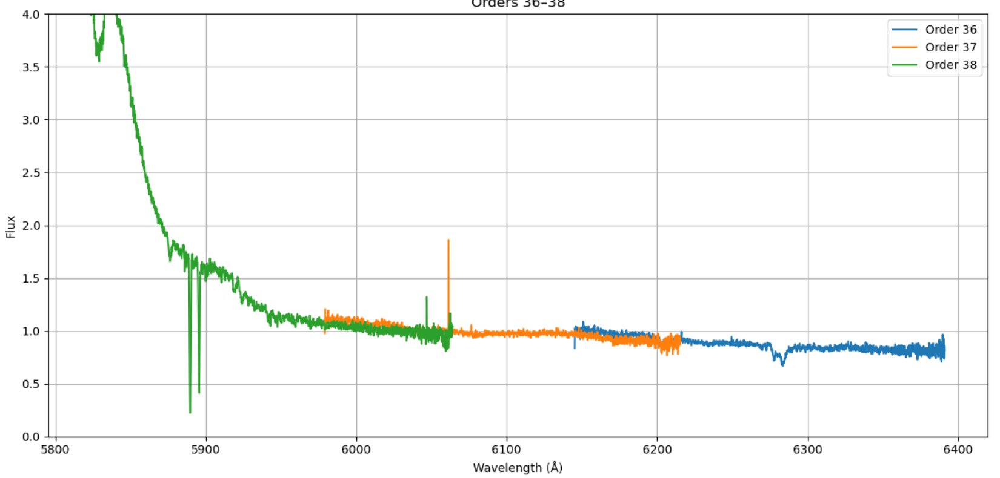 Orders 36–38
4.0
3.5
3.0
2.5
2.0
1.5
1.0
0.5
0.0
Flux
Order 36
Order 37
Order 38
5800
5900
6000
6100
6200
6300
6400
Wavelength (Å)